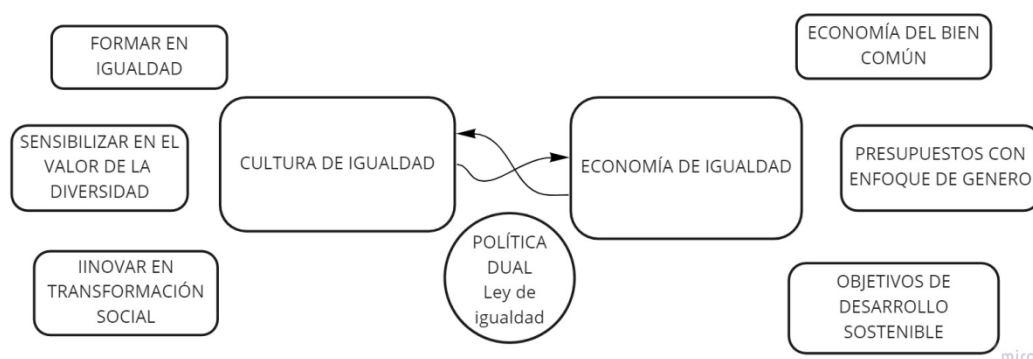 FORMAR EN
IGUALDAD
SENSIBILIZAR EN EL
VALOR DE LA
DIVERSIDAD
IINOVAR EN
TRANSFORMACIÓN
SOCIAL
CULTURA DE IGUALDAD
POLÍTICA
DUAL
Ley de
igualdad
ECONOMÍA DE IGUALDAD
ECONOMÍA DEL BIEN
COMÚN
PRESUPUESTOS CON
ENFOQUE DE GENERO
OBJETIVOS DE
DESARROLLO
SOSTENIBLE
miro